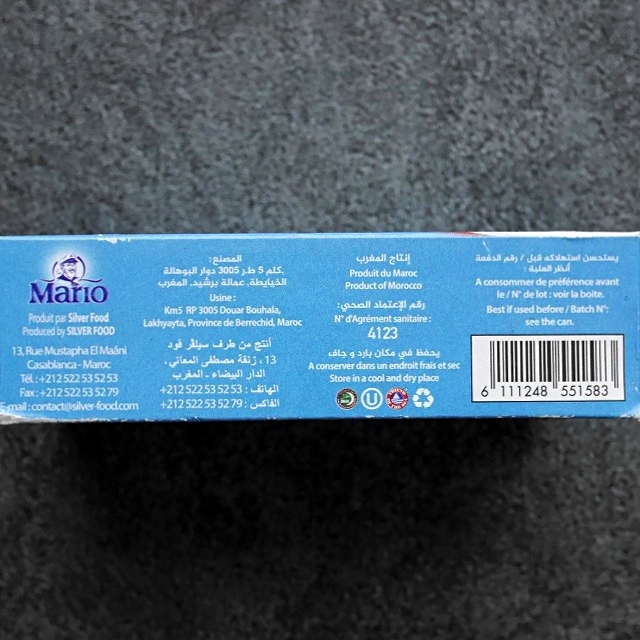 Mario
Produit par Silver Food
Produced by SILVER FOOD
13, Rue Mustapha El Maâni
Casablanca - Maroc
Tél. : +212 522 53 52 53
Fax : +212 522 53 52 79
E-mail : contact@silver-food.com
المصنع:
كلم 5 ط.ر 3005 دوار البوهالة,
الخيايطة, عمالة برشيد, المغرب
Usine :
Km5 RP 3005 Douar Bouhala,
Lakhyayta, Province de Berrechid, Maroc
أنتج من طرف سيلڤر فود
13 ، زنقة مصطفى المعاني .
الدار البيضاء - المغرب
الهاتف : +212 522 53 52 53
الفاكس : +212 522 53 52 79
إنتاج المغرب
Produit du Maroc
Product of Morocco
رقم الإعتماد الصحي:
N° d'Agrément sanitaire :
4123
يحفظ في مكان بارد و جاف
A conserver dans un endroit frais et sec
Store in a cool and dry place
يستحسن استهلاكه قبل / رقم الدفعة
: أنظر العلبة
A consommer de préférence avant
le / N° de lot : voir la boite.
Best if used before / Batch N°:
see the can.
6 111248 551583